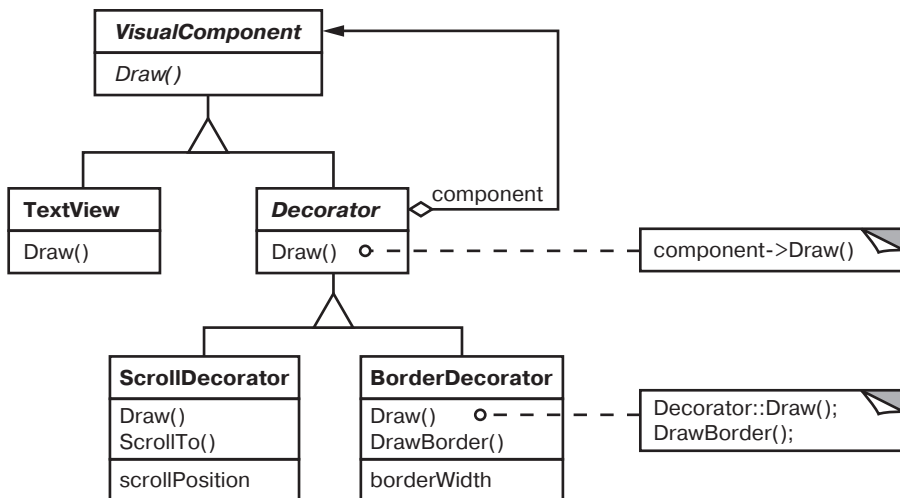 VisualComponent
Draw()
TextView
Draw()
Decorator
Draw()
component
component->Draw()
ScrollDecorator
Draw()
ScrollTo()
scrollPosition
BorderDecorator
Draw()
DrawBorder()
borderWidth
Decorator::Draw();
DrawBorder();